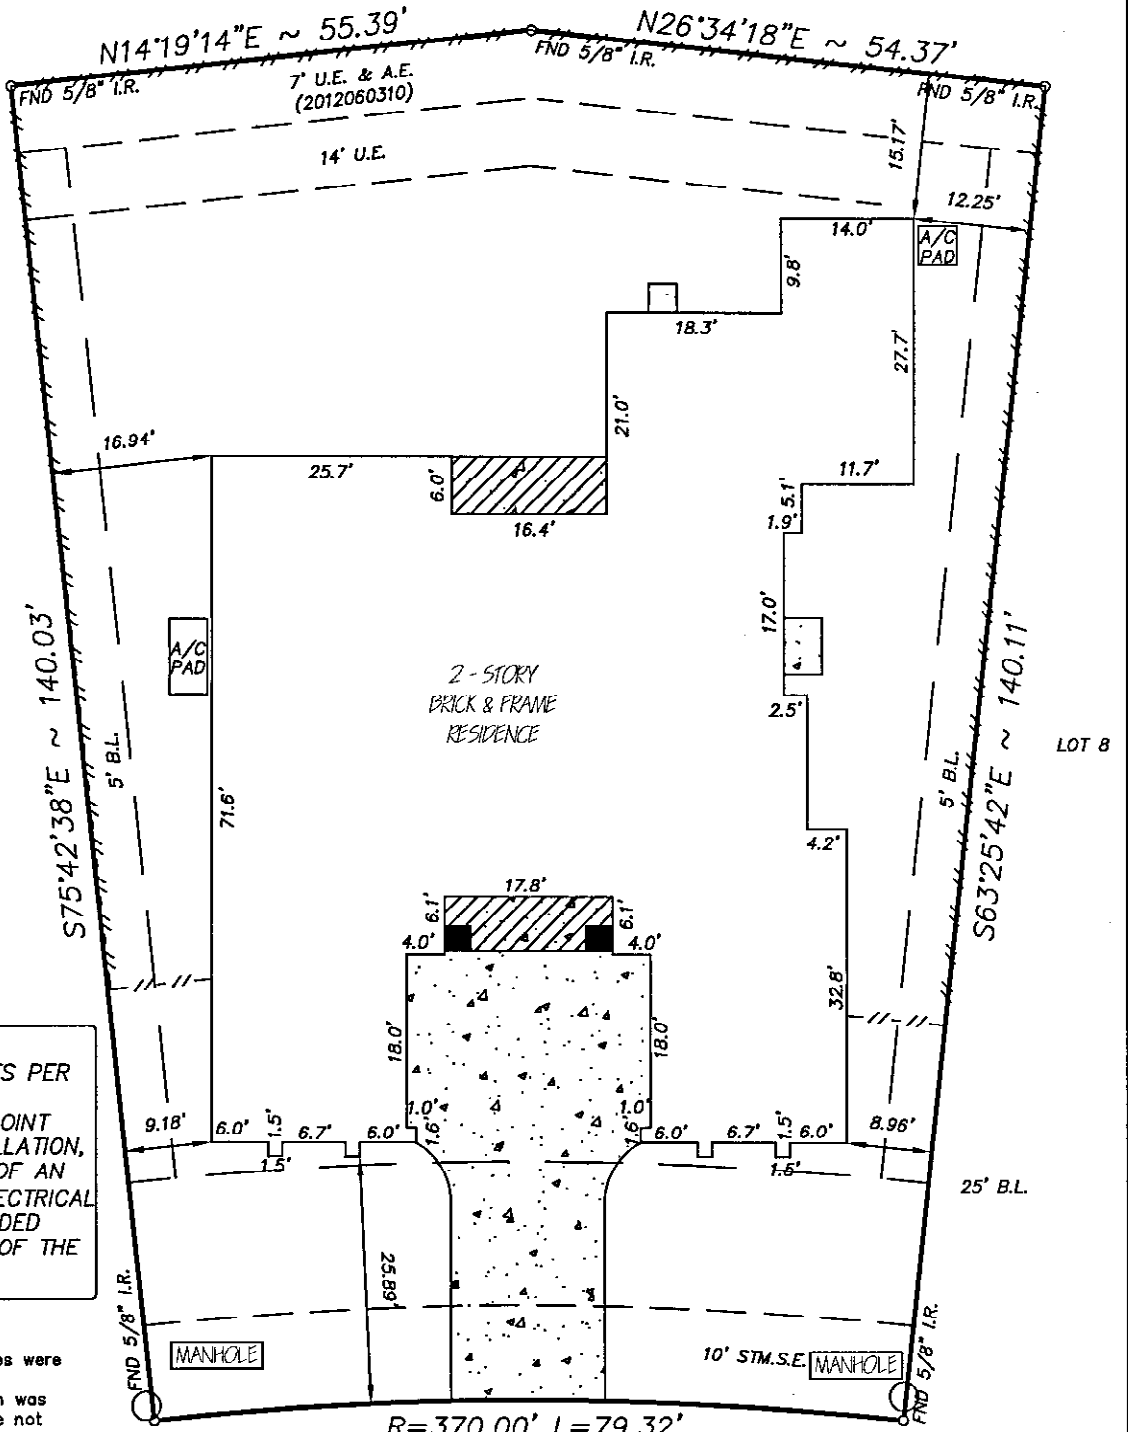 N14°19'14"E ~ 55.39'
N26°34'18"E ~ 54.37'
FND 5/8" I.R.
FND 5/8" I.R.
FND 5/8" I.R.
7' U.E. & A.E.
(2012060310)
14' U.E.
15.17'
12.25'
14.0'
A/C
PAD
9.8'
18.3'
27.7'
21.0'
16.94'
25.7'
6.0'
16.4'
11.7'
5.1'
1.9'
17.0'
2.5'
A/C
PAD
2 - STORY
BRICK & FRAME
RESIDENCE
S75°42'38"E ~ 140.03'
5' B.L.
71.6'
S63°25'42"E ~ 140.11'
5' B.L.
LOT 8
4.2'
17.8'
6.1'
6.1'
4.0'
4.0'
32.8'
18.0'
18.0'
1.0'
1.0'
1.6'
1.6'
9.18'
6.0'
1.5'
6.7'
6.0'
1.5'
6.0'
6.7'
1.5'
6.0'
1.5'
8.96'
25' B.L.
25.89'
TS PER
OINT
LLATION,
OF AN
ECTRICAL
DED
OF THE
es were
n was
e not
FND 5/8" I.R.
MANHOLE
10' STM.S.E.
MANHOLE
FND 5/8" I.R.
R=370.00' L=79.32'